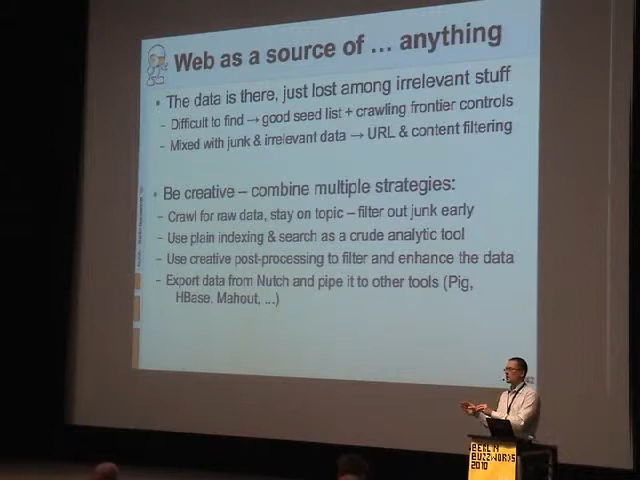 Web as a source of … anything
• The data is there, just lost among irrelevant stuff
– Difficult to find → good seed list + crawling frontier controls
– Mixed with junk & irrelevant data → URL & content filtering
• Be creative – combine multiple strategies:
– Crawl for raw data, stay on topic – filter out junk early
– Use plain indexing & search as a crude analytic tool
– Use creative post-processing to filter and enhance the data
– Export data from Nutch and pipe it to other tools (Pig,
HBase, Mahout, ...)
BERLIN
BUZZWORDS
2010